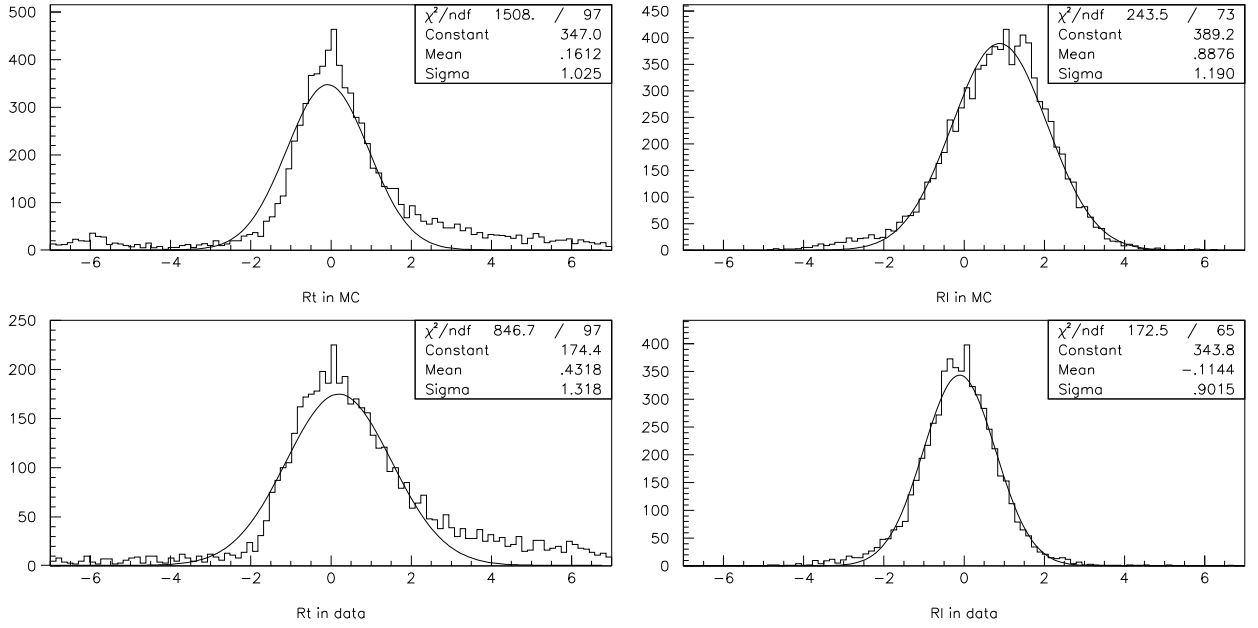 χ²/ndf 1508. / 97
Constant 347.0
Mean .1612
Sigma 1.025
500
400
300
200
100
0
−6 −4 −2 0 2 4 6
Rt in MC
χ²/ndf 243.5 / 73
Constant 389.2
Mean .8876
Sigma 1.190
450
400
350
300
250
200
150
100
50
0
−6 −4 −2 0 2 4 6
Rl in MC
χ²/ndf 846.7 / 97
Constant 174.4
Mean .4318
Sigma 1.318
250
200
150
100
50
0
−6 −4 −2 0 2 4 6
Rt in data
χ²/ndf 172.5 / 65
Constant 343.8
Mean −.1144
Sigma .9015
400
350
300
250
200
150
100
50
0
−6 −4 −2 0 2 4 6
Rl in data